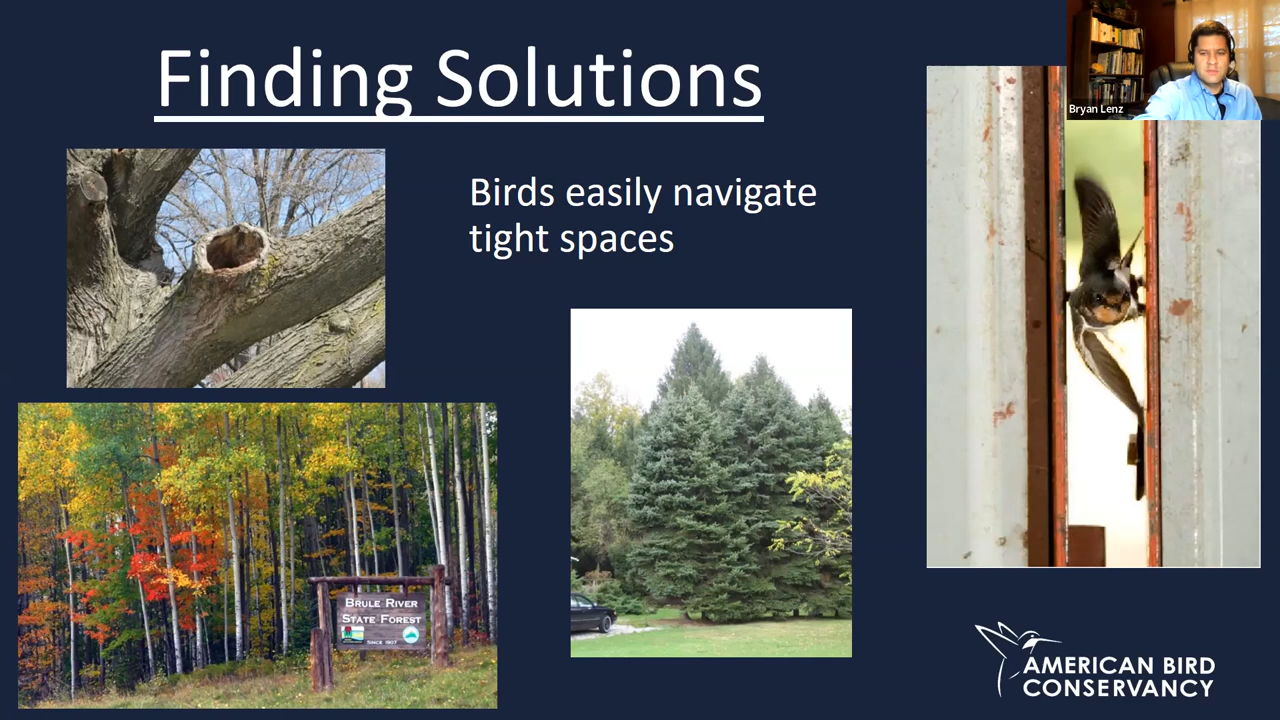 Finding Solutions
Bryan Lenz
Birds easily navigate
tight spaces
BRULE RIVER
STATE FOREST
SINCE 1907
AMERICAN BIRD
CONSERVANCY